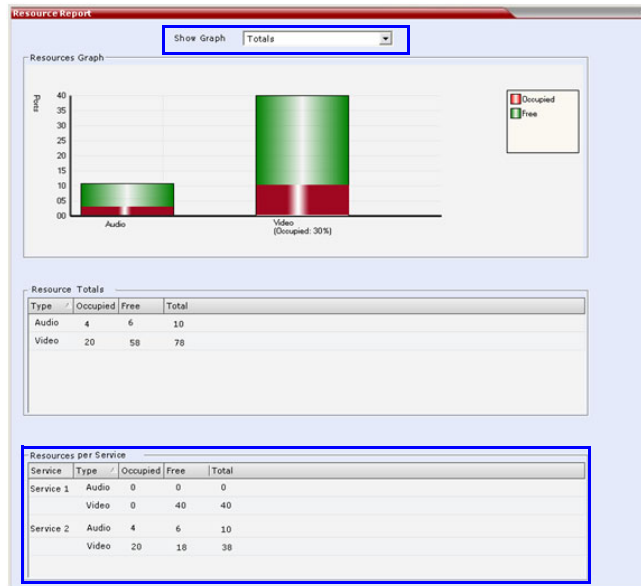 Resource Report
Show Graph Totals
Resources Graph
Ports
40
35
30
25
20
15
10
05
00
Audio
Video
(Occupied: 30%)
Occupied
Free
Resource Totals
Type Occupied Free Total
Audio 4 6 10
Video 20 58 78
Resources per Service
Service Type Occupied Free Total
Service 1 Audio 0 0 0
Video 0 40 40
Service 2 Audio 4 6 10
Video 20 18 38